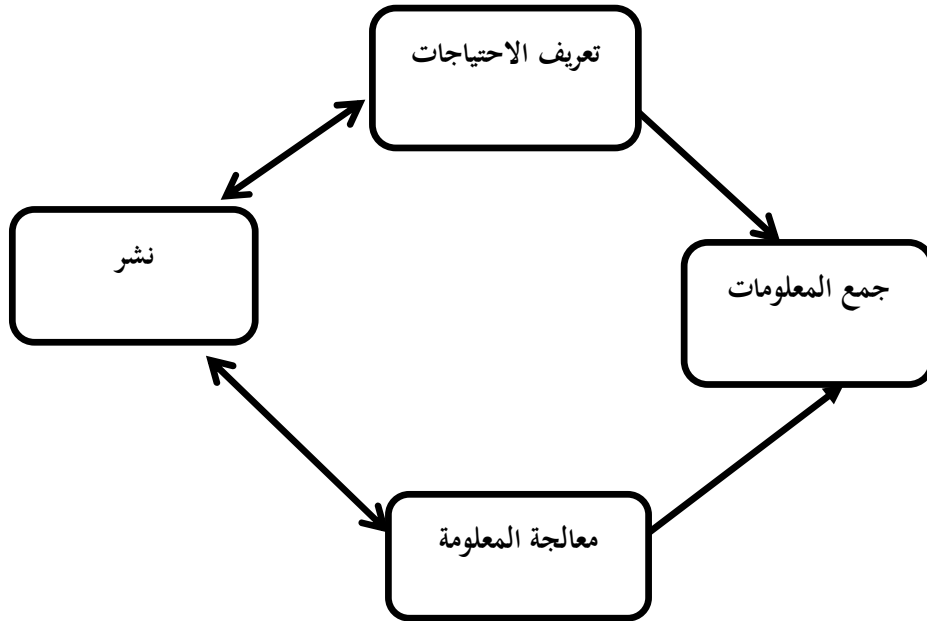 تعريف الاحتياجات
نشر
جمع المعلومات
معالجة المعلومة